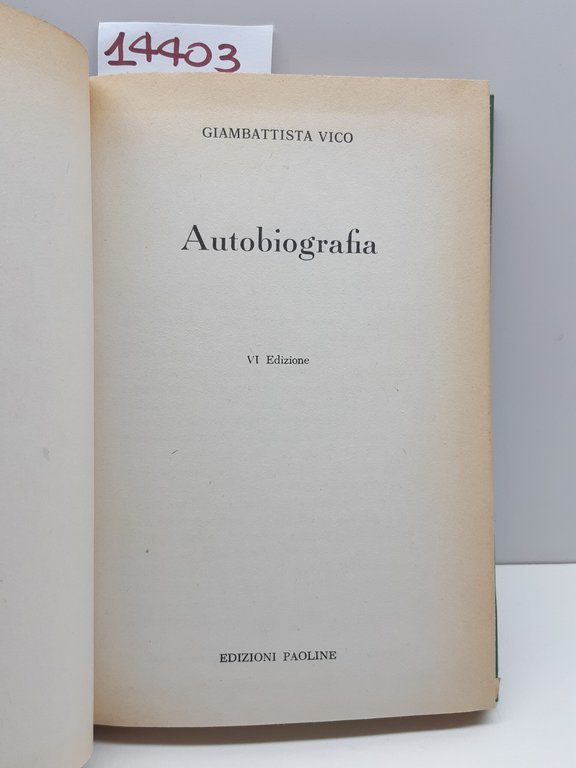 14403
GIAMBATTISTA VICO
Autobiografia
VI Edizione
EDIZIONI PAOLINE